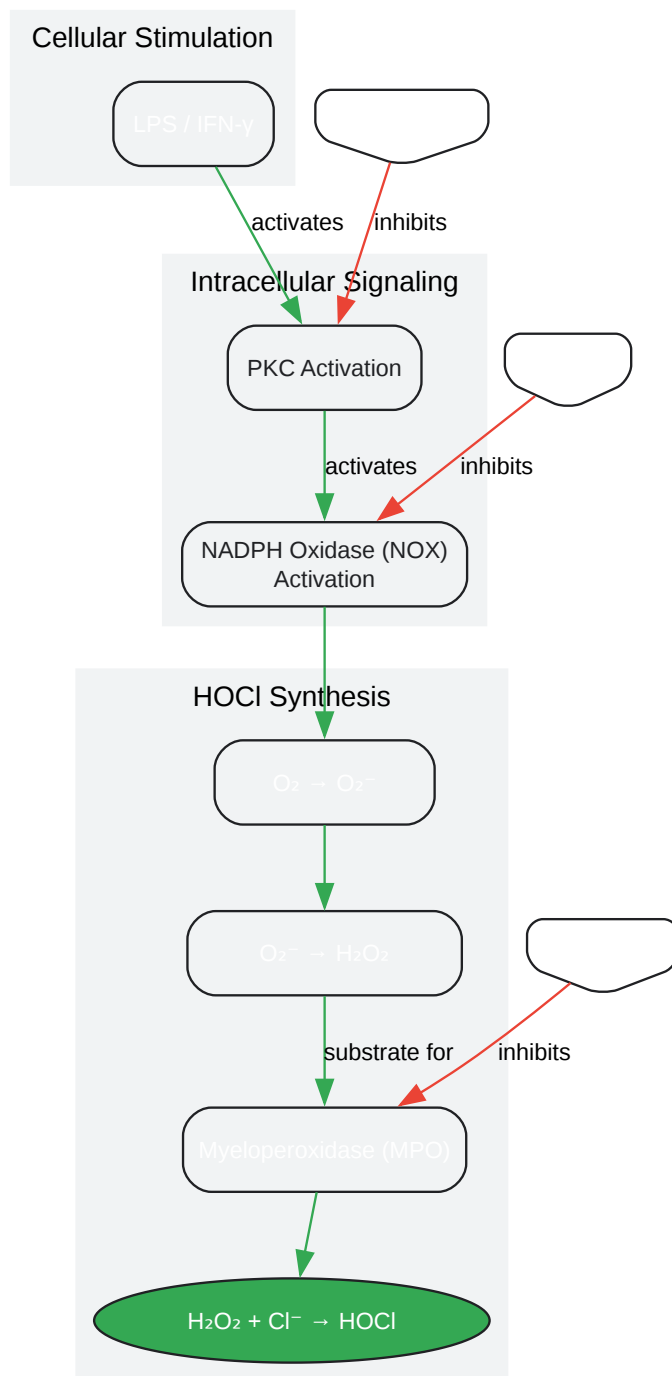 Cellular Stimulation
LPS / IFN-γ
activates
inhibits
Intracellular Signaling
PKC Activation
activates
inhibits
NADPH Oxidase (NOX)
Activation
HOCl Synthesis
O₂ → O₂⁻
O₂⁻ → H₂O₂
substrate for
inhibits
Myeloperoxidase (MPO)
H₂O₂ + Cl⁻ → HOCl